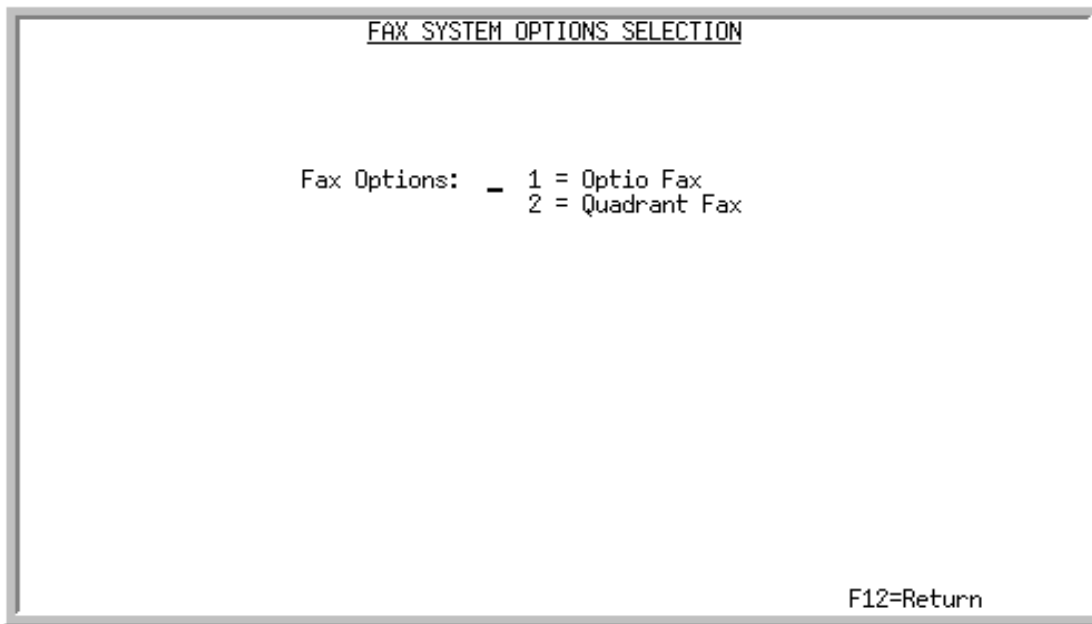 FAX SYSTEM OPTIONS SELECTION
Fax Options: _ 1 = Optio Fax
2 = Quadrant Fax
F12=Return